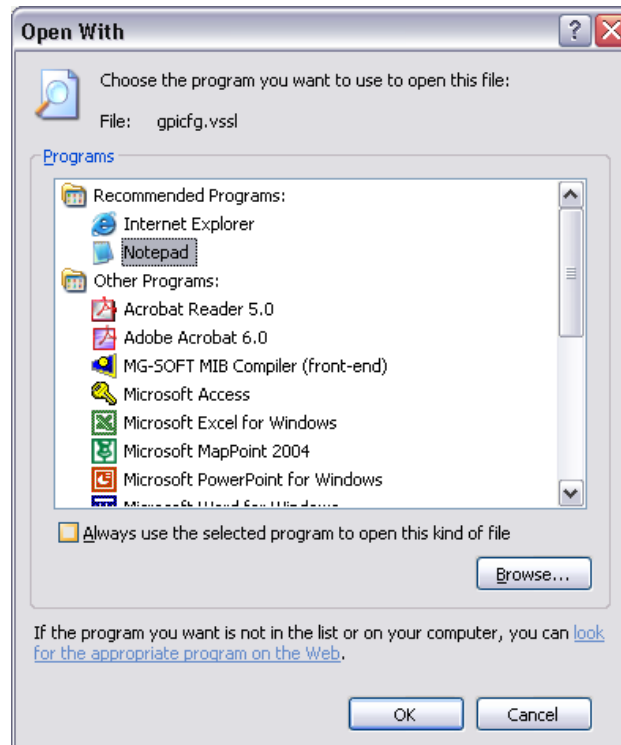 Open With
Choose the program you want to use to open this file:
File: gpicfg.vssl
Programs
Recommended Programs:
Internet Explorer
Notepad
Other Programs:
Acrobat Reader 5.0
Adobe Acrobat 6.0
MG-SOFT MIB Compiler (front-end)
Microsoft Access
Microsoft Excel for Windows
Microsoft MapPoint 2004
Microsoft PowerPoint for Windows
Microsoft Word for Windows
Always use the selected program to open this kind of file
Browse...
If the program you want is not in the list or on your computer, you can look
for the appropriate program on the Web.
OK Cancel